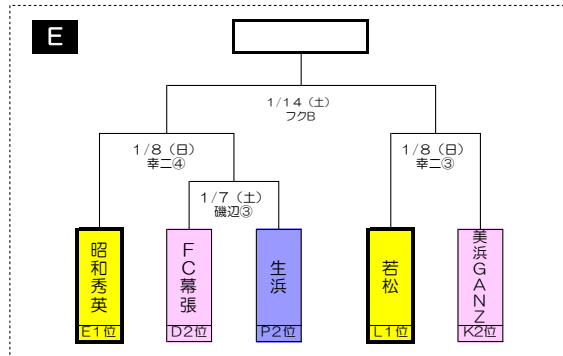 E
1/14（土）
フクB
1/8（日）
幸二④
1/8（日）
幸二③
1/7（土）
磯辺③
昭和秀英
FC幕張
生浜
若松
美浜GANZ
E1位
D2位
P2位
L1位
K2位